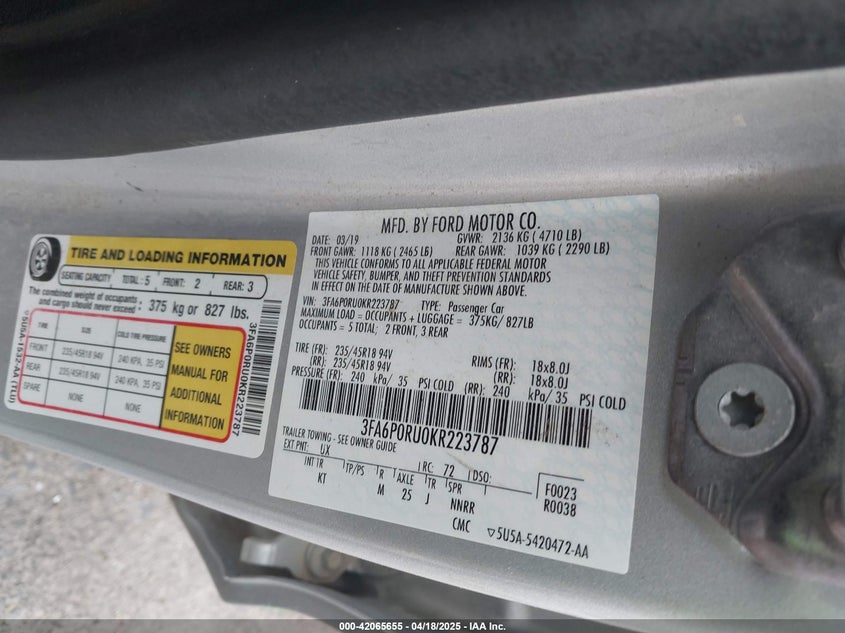 TIRE AND LOADING INFORMATION
SEATING CAPACITY TOTAL : 5 FRONT: 2 REAR: 3
The combined weight of occupants
and cargo should never exceed : 375 kg or 827 lbs.
TIRE SIZE COLD TIRE PRESSURE
FRONT 235/45R18 94V 240 KPA, 35 PSI
REAR 235/45R18 94V 240 KPA, 35 PSI
SPARE NONE NONE
SEE OWNERS
MANUAL FOR
ADDITIONAL
INFORMATION
5U5A-1532-AA (TLU)
3FA6P0RU0KR223787
MFD. BY FORD MOTOR CO.
DATE: 03/19 GVWR: 2136 KG ( 4710 LB)
FRONT GAWR: 1118 KG ( 2465 LB) REAR GAWR: 1039 KG ( 2290 LB)
THIS VEHICLE CONFORMS TO ALL APPLICABLE FEDERAL MOTOR
VEHICLE SAFETY, BUMPER, AND THEFT PREVENTION STANDARDS
IN EFFECT ON THE DATE OF MANUFACTURE SHOWN ABOVE.
VIN: 3FA6P0RU0KR223787 TYPE: Passenger Car
MAXIMUM LOAD = OCCUPANTS + LUGGAGE = 375KG/ 827LB
OCCUPANTS = 5 TOTAL; 2 FRONT, 3 REAR
TIRE (FR): 235/45R18 94V RIMS (FR): 18x8.0J
(RR): 235/45R18 94V (RR): 18x8.0J
PRESSURE (FR): 240 kPa/ 35 PSI COLD (RR): 240 kPa/ 35 PSI COLD
3FA6P0RU0KR223787
TRAILER TOWING - SEE OWNER GUIDE
EXT PNT: UX RC: 72 DSO: F0023
INT TR TP/PS R AXLE TR SPR R0038
KT M 25 J NNRR
CMC 5U5A-5420472-AA
000-42065655 | 04/18/2025 | IAA Inc.